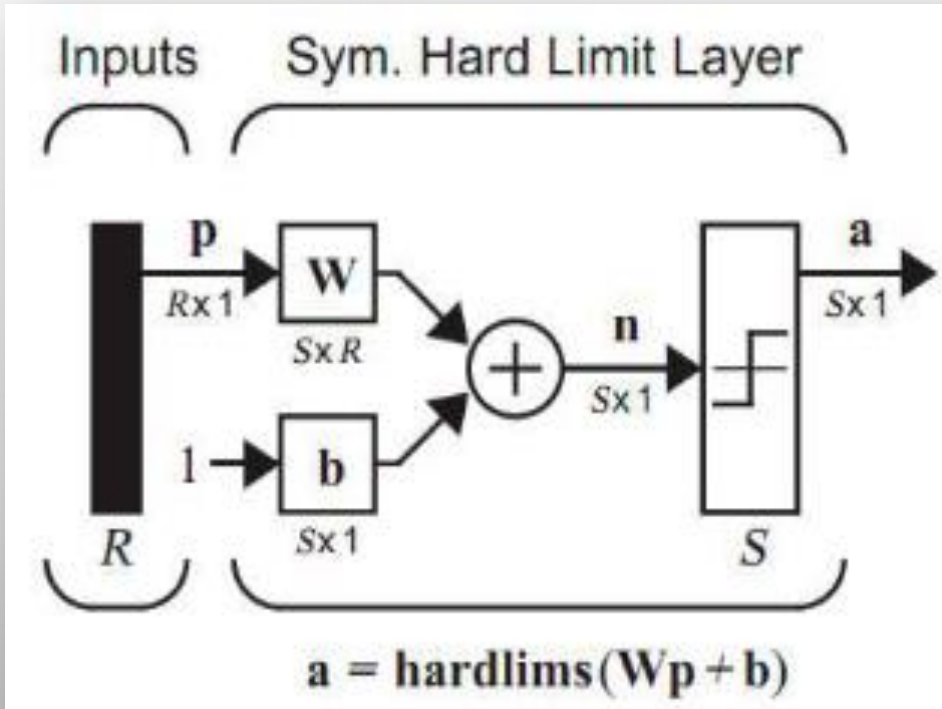 Inputs
Sym. Hard Limit Layer
p
R x 1
W
S x R
1
b
S x 1
n
S x 1
a
S x 1
R
S
a = hardlims(Wp + b)